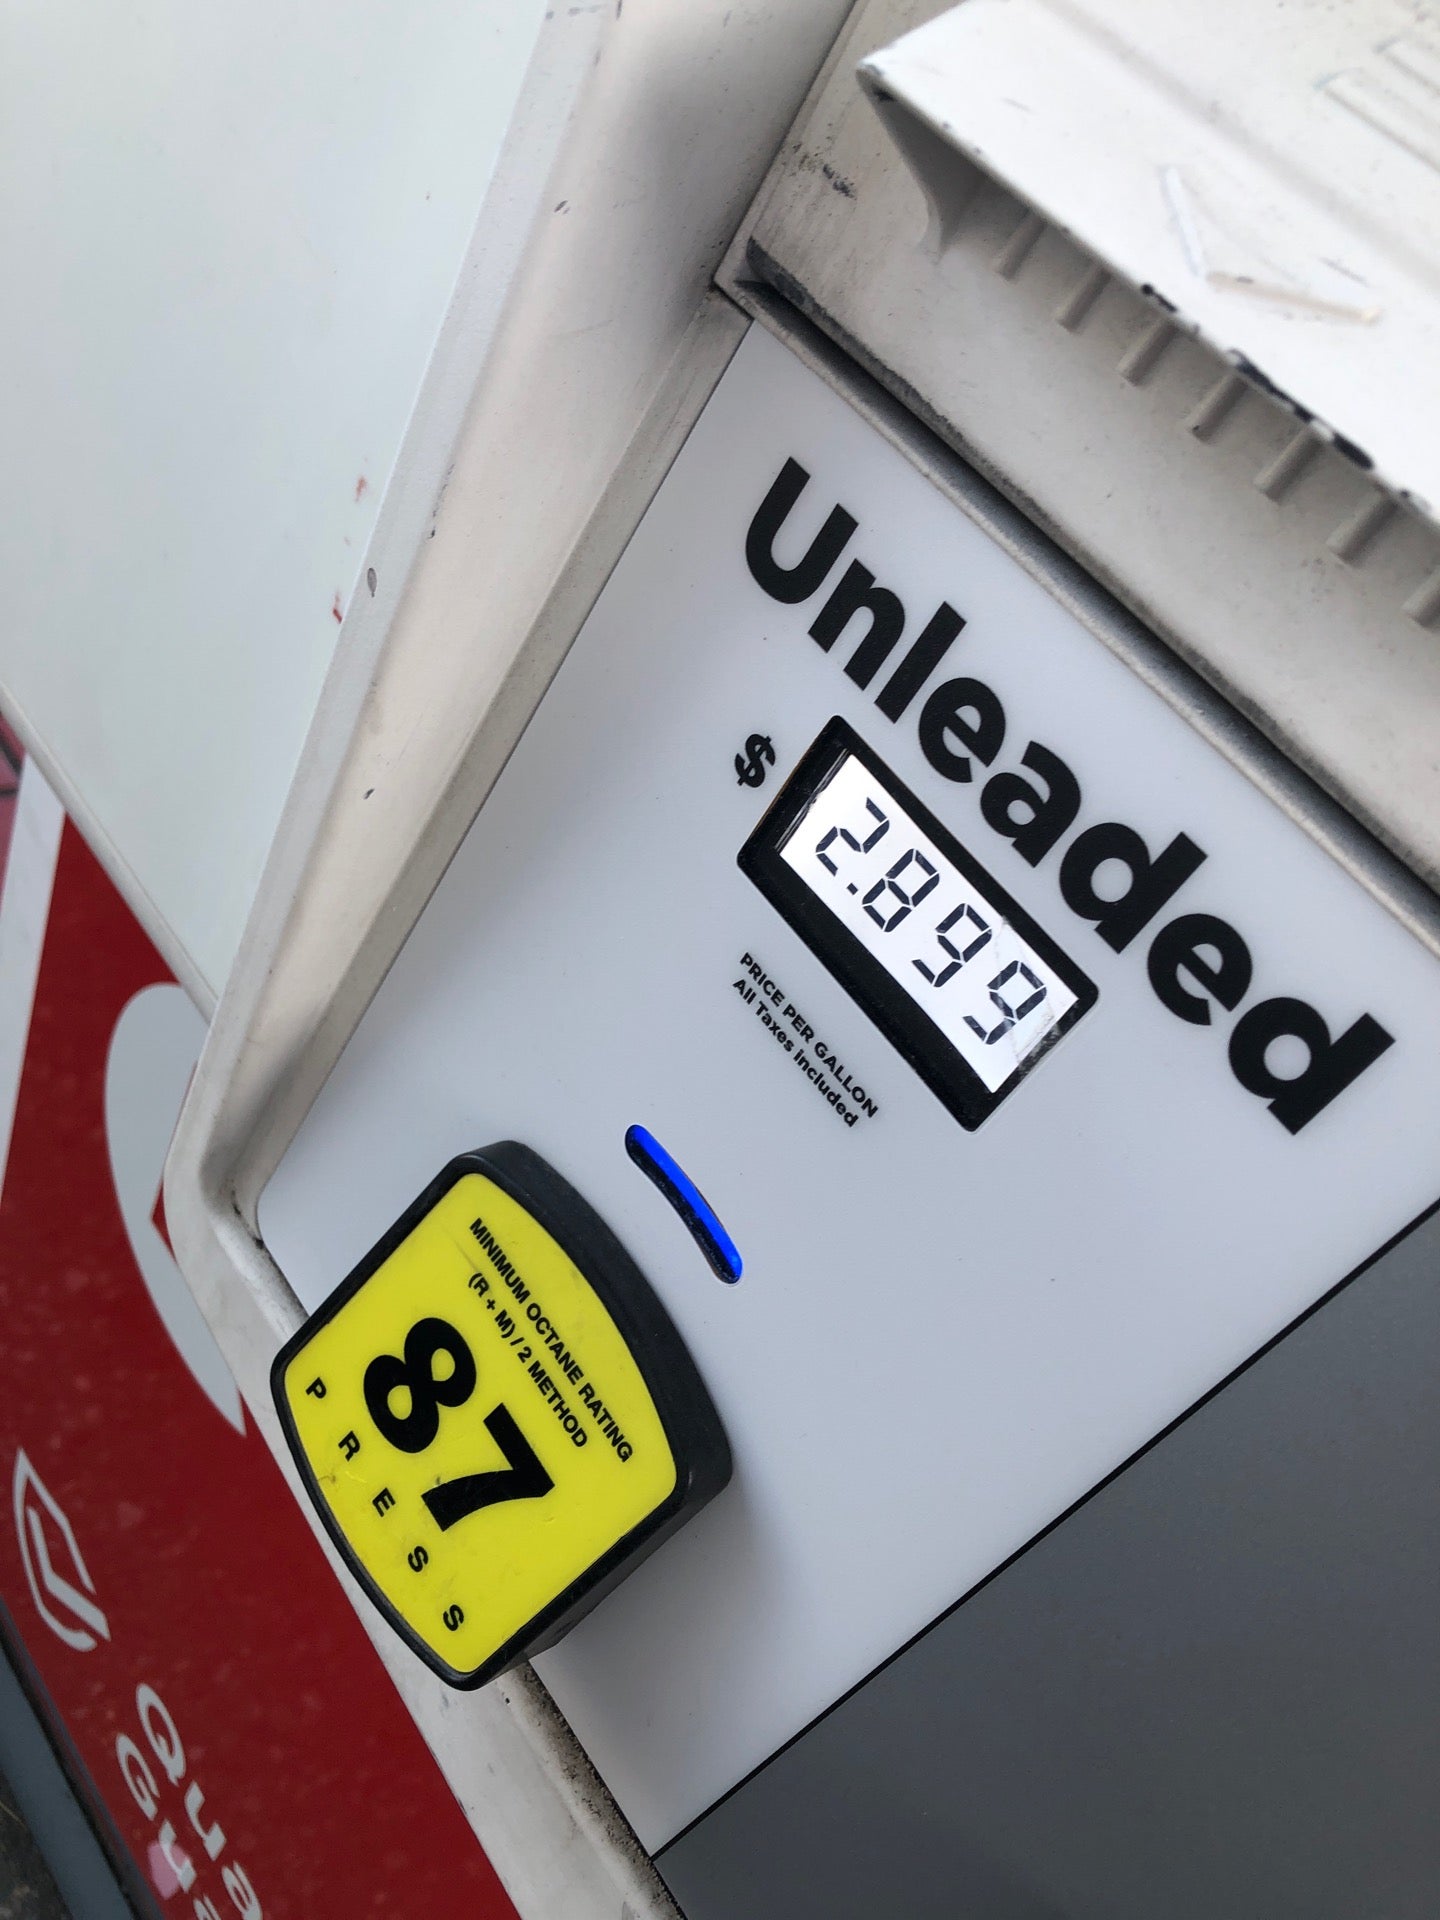 Unleaded
$ 2.899
PRICE PER GALLON
All Taxes included
MINIMUM OCTANE RATING
(R + M) / 2 METHOD
87
PRESS